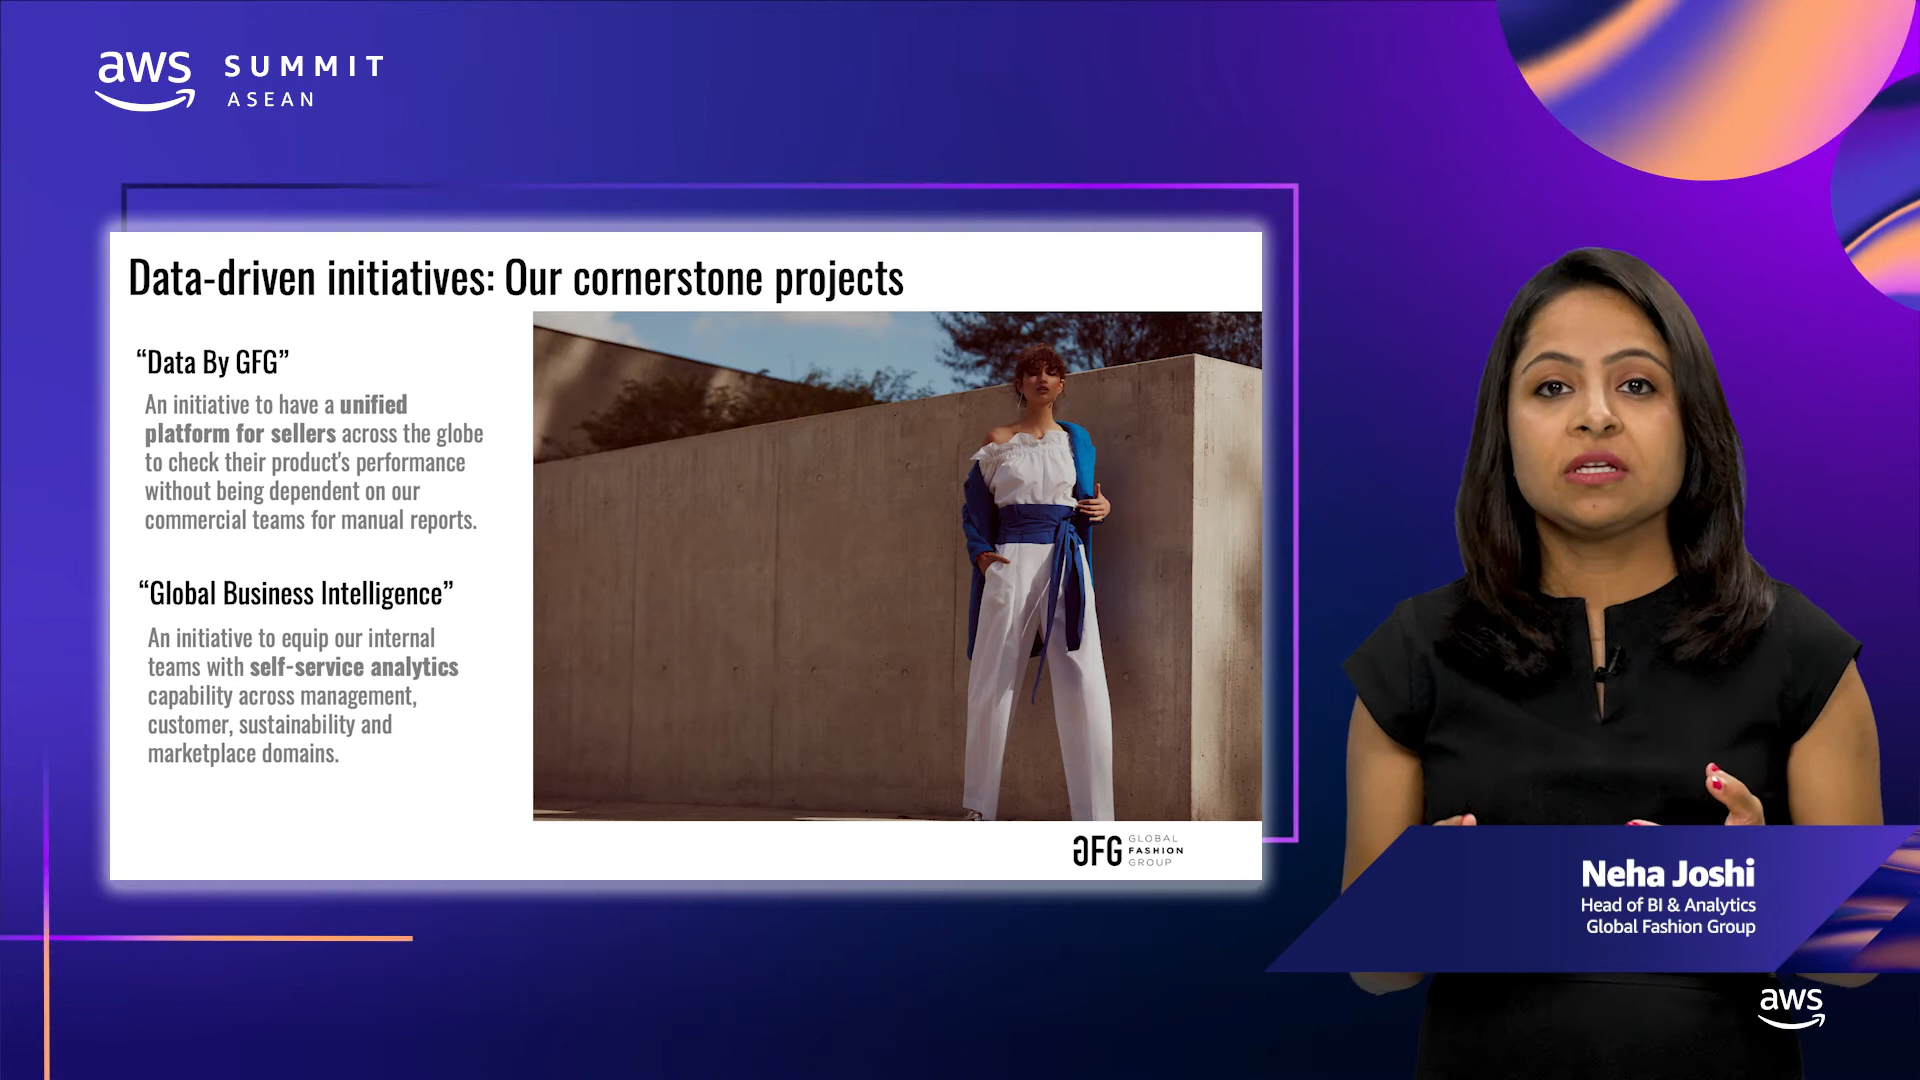 aws SUMMIT
ASEAN
Data-driven initiatives: Our cornerstone projects
“Data By GFG”
An initiative to have a unified
platform for sellers across the globe
to check their product's performance
without being dependent on our
commercial teams for manual reports.
“Global Business Intelligence”
An initiative to equip our internal
teams with self-service analytics
capability across management,
customer, sustainability and
marketplace domains.
GFG GLOBAL
FASHION
GROUP
Neha Joshi
Head of BI & Analytics
Global Fashion Group
aws